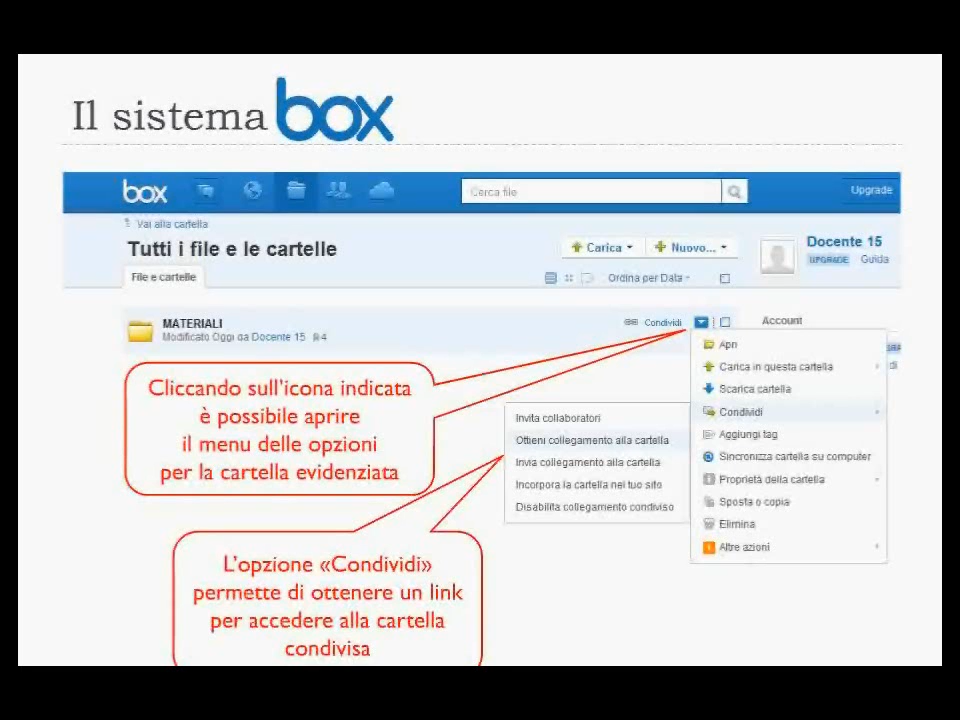 Il sistema box
box
Cerca file
Upgrade
Vai alla cartella
Tutti i file e le cartelle
Carica
Nuovo...
Docente 15
UPGRADE Guida
File e cartelle
Ordina per Data
MATERIALI
Modificato Oggi da Docente 15 4
Condividi
Account
Apri
Carica in questa cartella
Scarica cartella
Condividi
Aggiungi tag
Sincronizza cartella su computer
Proprietà della cartella
Sposta o copia
Elimina
Altre azioni
Invita collaboratori
Ottieni collegamento alla cartella
Invia collegamento alla cartella
Incorpora la cartella nel tuo sito
Disabilita collegamento condiviso
Cliccando sull'icona indicata
è possibile aprire
il menu delle opzioni
per la cartella evidenziata
L'opzione «Condividi»
permette di ottenere un link
per accedere alla cartella
condivisa